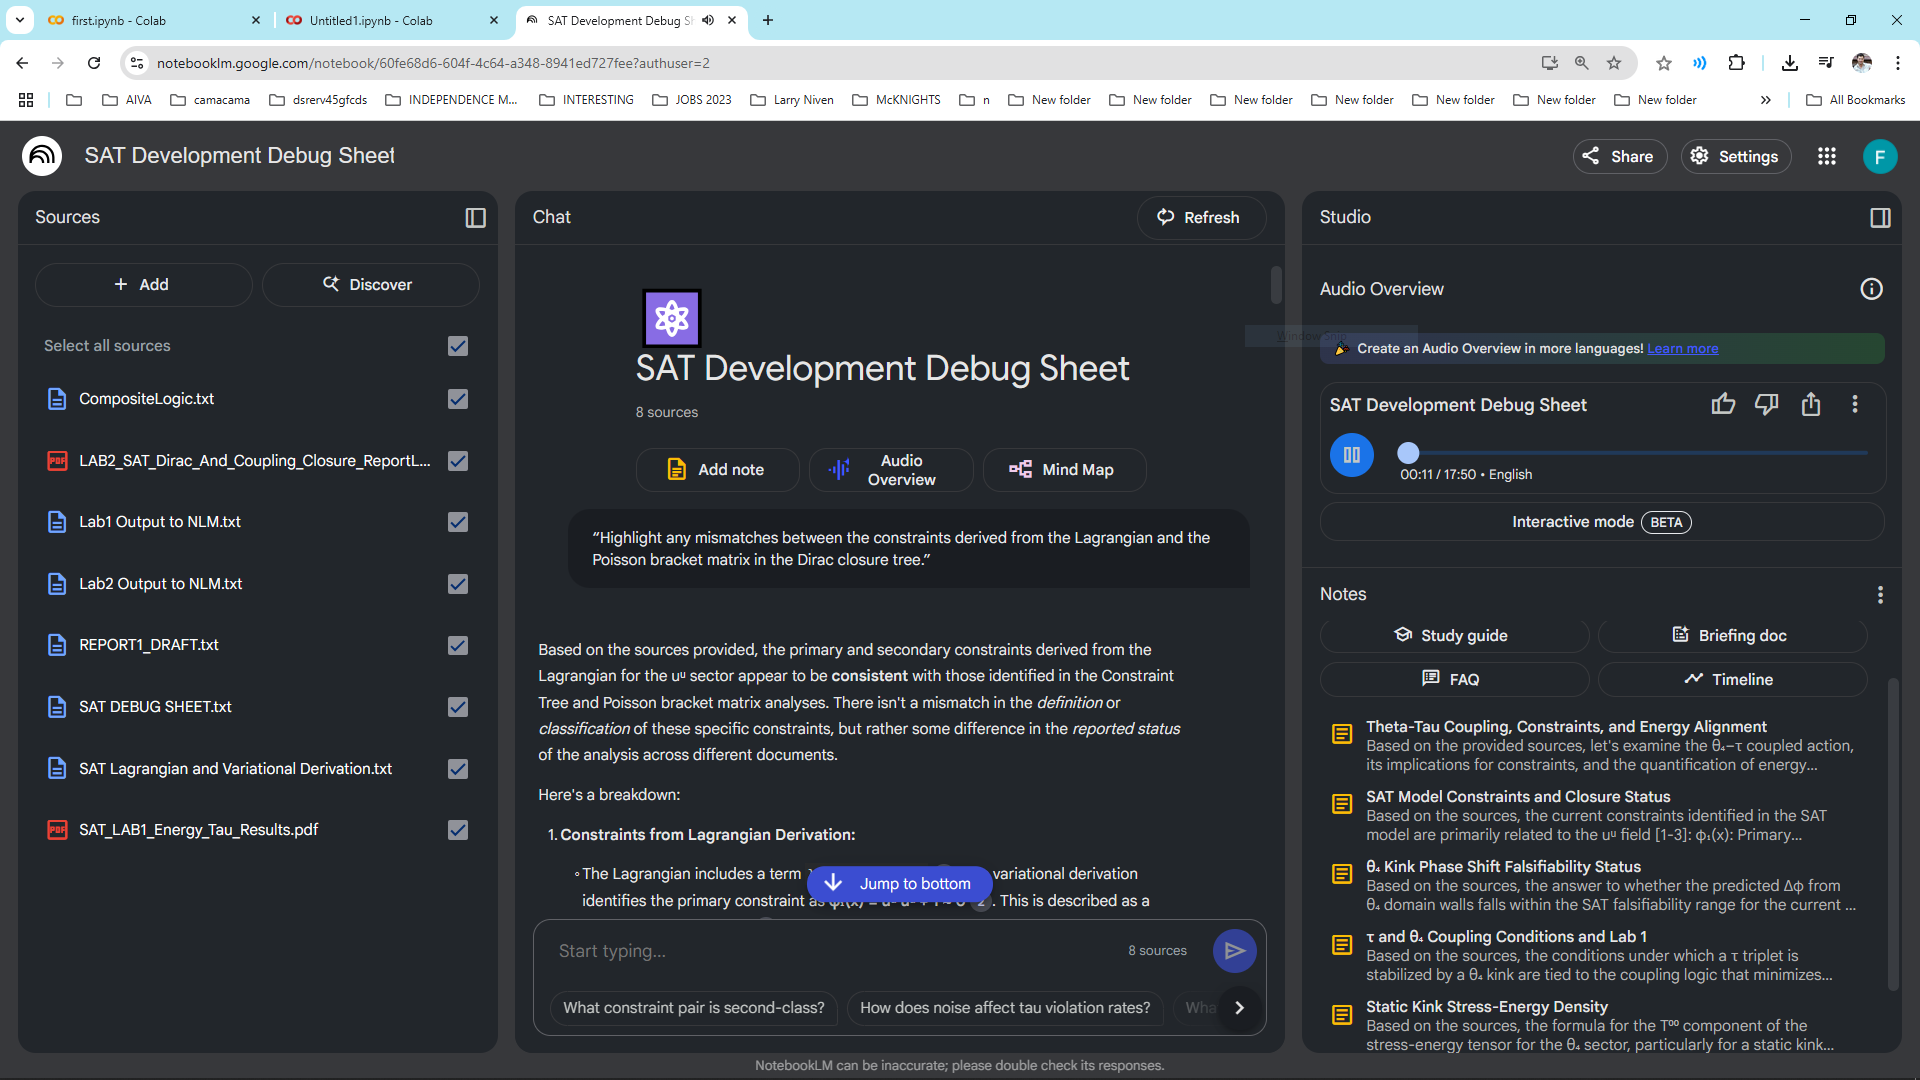 first.ipynb - Colab
Untitled1.ipynb - Colab
SAT Development Debug Sh
notebooklm.google.com/notebook/60fe68d6-604f-4c64-a348-8941ed727fee?authuser=2
AIVA
camacama
dsrerv45gfcds
INDEPENDENCE M...
INTERESTING
JOBS 2023
Larry Niven
McKNIGHTS
n
New folder
New folder
New folder
New folder
New folder
New folder
New folder
All Bookmarks
SAT Development Debug Sheet
Share
Settings
F
Sources
Add
Discover
Select all sources
CompositeLogic.txt
PDF LAB2_SAT_Dirac_And_Coupling_Closure_ReportL...
Lab1 Output to NLM.txt
Lab2 Output to NLM.txt
REPORT1_DRAFT.txt
SAT DEBUG SHEET.txt
SAT Lagrangian and Variational Derivation.txt
PDF SAT_LAB1_Energy_Tau_Results.pdf
Chat
Refresh
SAT Development Debug Sheet
8 sources
Add note
Audio Overview
Mind Map
“Highlight any mismatches between the constraints derived from the Lagrangian and the
Poisson bracket matrix in the Dirac closure tree.”
Based on the sources provided, the primary and secondary constraints derived from the
Lagrangian for the uᵘ sector appear to be consistent with those identified in the Constraint
Tree and Poisson bracket matrix analyses. There isn't a mismatch in the definition or
classification of these specific constraints, but rather some difference in the reported status
of the analysis across different documents.
Here's a breakdown:
1. Constraints from Lagrangian Derivation:
◦ The Lagrangian includes a term
variational derivation
identifies the primary constraint as
2 . This is described as a
Jump to bottom
Start typing...
8 sources
What constraint pair is second-class?
How does noise affect tau violation rates?
Wha
NotebookLM can be inaccurate; please double check its responses.
Studio
Audio Overview
Window Snip
Create an Audio Overview in more languages! Learn more
SAT Development Debug Sheet
00:11 / 17:50 • English
Interactive mode BETA
Notes
Study guide
Briefing doc
FAQ
Timeline
Theta-Tau Coupling, Constraints, and Energy Alignment
Based on the provided sources, let's examine the θ₄–τ coupled action,
its implications for constraints, and the quantification of energy...
SAT Model Constraints and Closure Status
Based on the sources, the current constraints identified in the SAT
model are primarily related to the uᵘ field [1-3]: φ₁(x): Primary...
θ₄ Kink Phase Shift Falsifiability Status
Based on the sources, the answer to whether the predicted Δφ from
θ₄ domain walls falls within the SAT falsifiability range for the current ...
τ and θ₄ Coupling Conditions and Lab 1
Based on the sources, the conditions under which a τ triplet is
stabilized by a θ₄ kink are tied to the coupling logic that minimizes...
Static Kink Stress-Energy Density
Based on the sources, the formula for the T⁰⁰ component of the
stress-energy tensor for the θ₄ sector, particularly for a static kink...